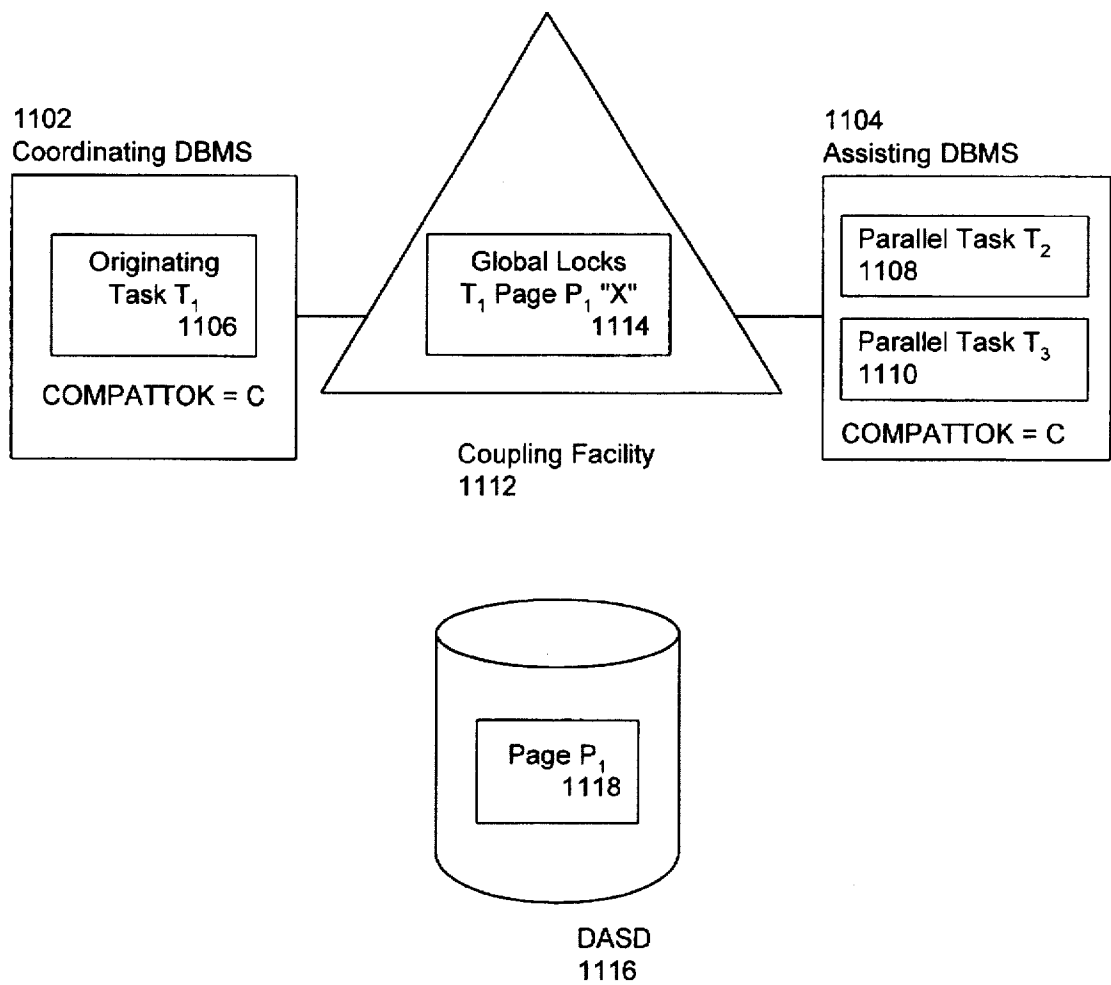 1102
Coordinating DBMS
Originating
Task T₁
1106
COMPATTOK = C
Global Locks
T₁ Page P₁ "X"
1114
Coupling Facility
1112
1104
Assisting DBMS
Parallel Task T₂
1108
Parallel Task T₃
1110
COMPATTOK = C
Page P₁
1118
DASD
1116